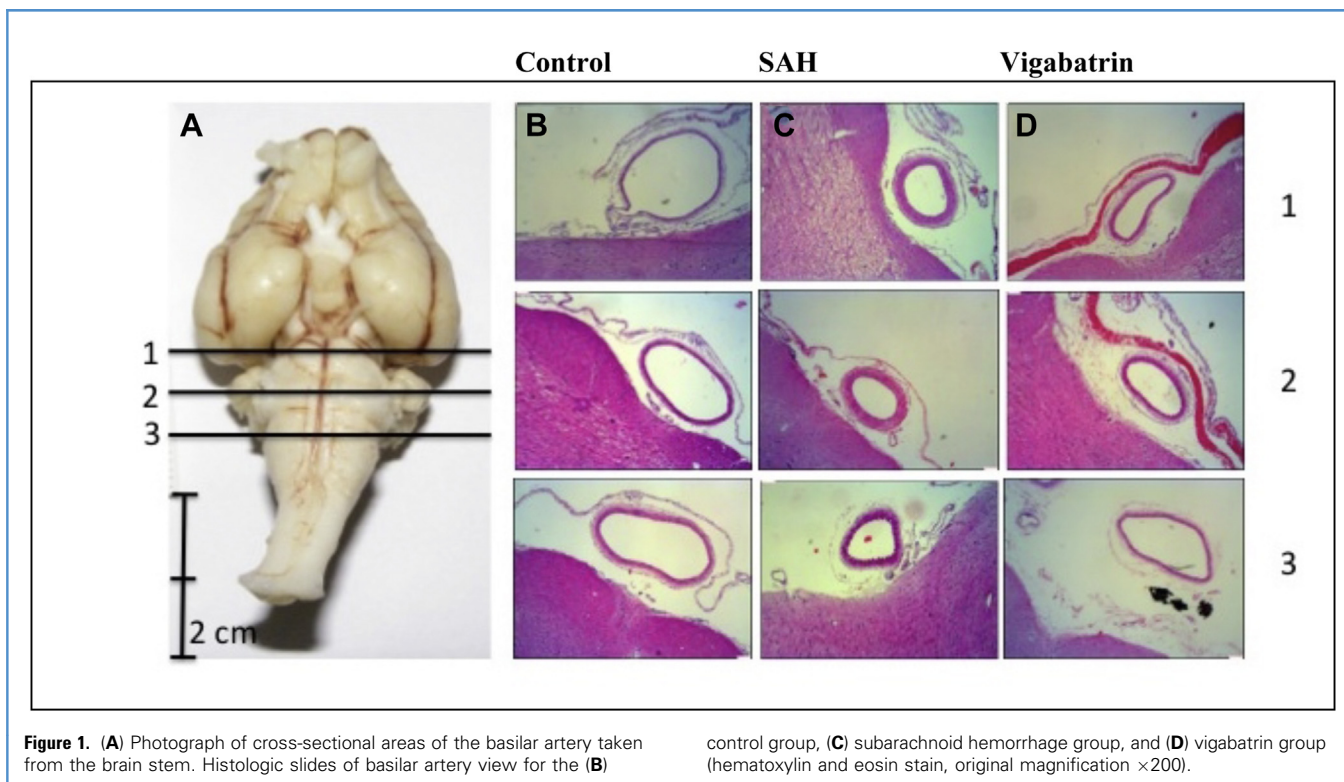 Control SAH Vigabatrin
A B C D
1
2
3
1
2
3
2 cm
Figure 1. (A) Photograph of cross-sectional areas of the basilar artery taken
from the brain stem. Histologic slides of basilar artery view for the (B)
control group, (C) subarachnoid hemorrhage group, and (D) vigabatrin group
(hematoxylin and eosin stain, original magnification ×200).